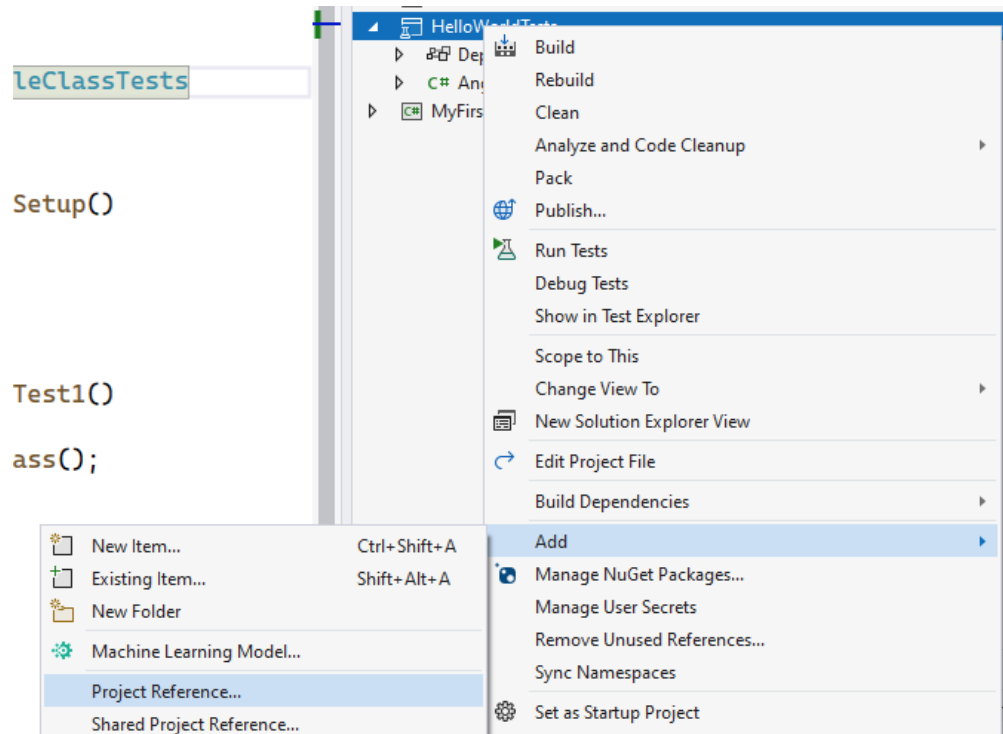 leClassTests
Setup()
Test1()
ass();
HelloWorldTests
Dep
C# An
C# MyFirs
Build
Rebuild
Clean
Analyze and Code Cleanup
Pack
Publish...
Run Tests
Debug Tests
Show in Test Explorer
Scope to This
Change View To
New Solution Explorer View
Edit Project File
Build Dependencies
Add
Manage NuGet Packages...
Manage User Secrets
Remove Unused References...
Sync Namespaces
Set as Startup Project
New Item... Ctrl+Shift+A
Existing Item... Shift+Alt+A
New Folder
Machine Learning Model...
Project Reference...
Shared Project Reference...